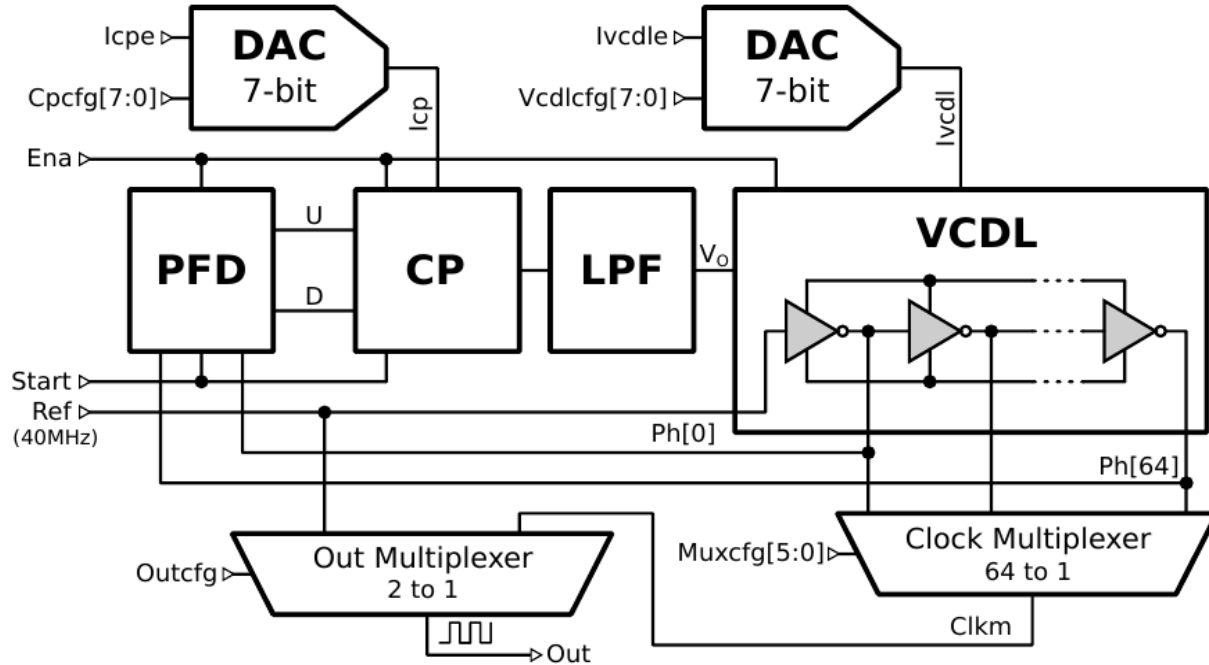 Icpe
DAC
7-bit
Cpcfg[7:0]
Icp
Ivcdle
DAC
7-bit
Vcdlcfg[7:0]
Ivcdl
Ena
PFD
U
D
CP
LPF
Vo
VCDL
Start
Ref
(40MHz)
Ph[0]
Ph[64]
Out Multiplexer
2 to 1
Outcfg
Muxcfg[5:0]
Clock Multiplexer
64 to 1
Clkm
Out